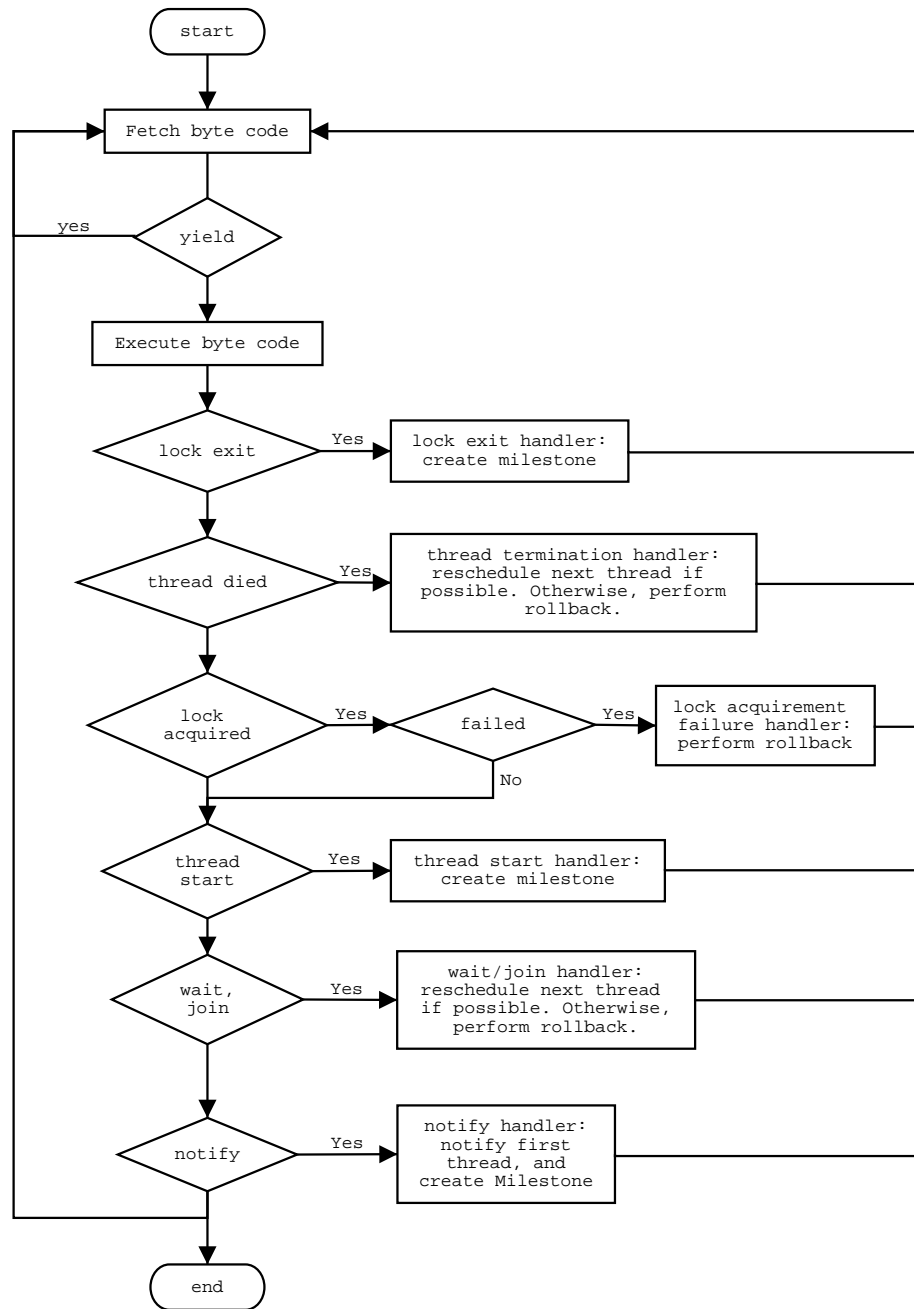 start
Fetch byte code
yes
yield
Execute byte code
lock exit
Yes
lock exit handler:
create milestone
thread died
Yes
thread termination handler:
reschedule next thread if
possible. Otherwise, perform
rollback.
lock
acquired
Yes
failed
Yes
No
lock acquirement
failure handler:
perform rollback
thread
start
Yes
thread start handler:
create milestone
wait,
join
Yes
wait/join handler:
reschedule next thread
if possible. Otherwise,
perform rollback.
notify
Yes
notify handler:
notify first
thread, and
create Milestone
end